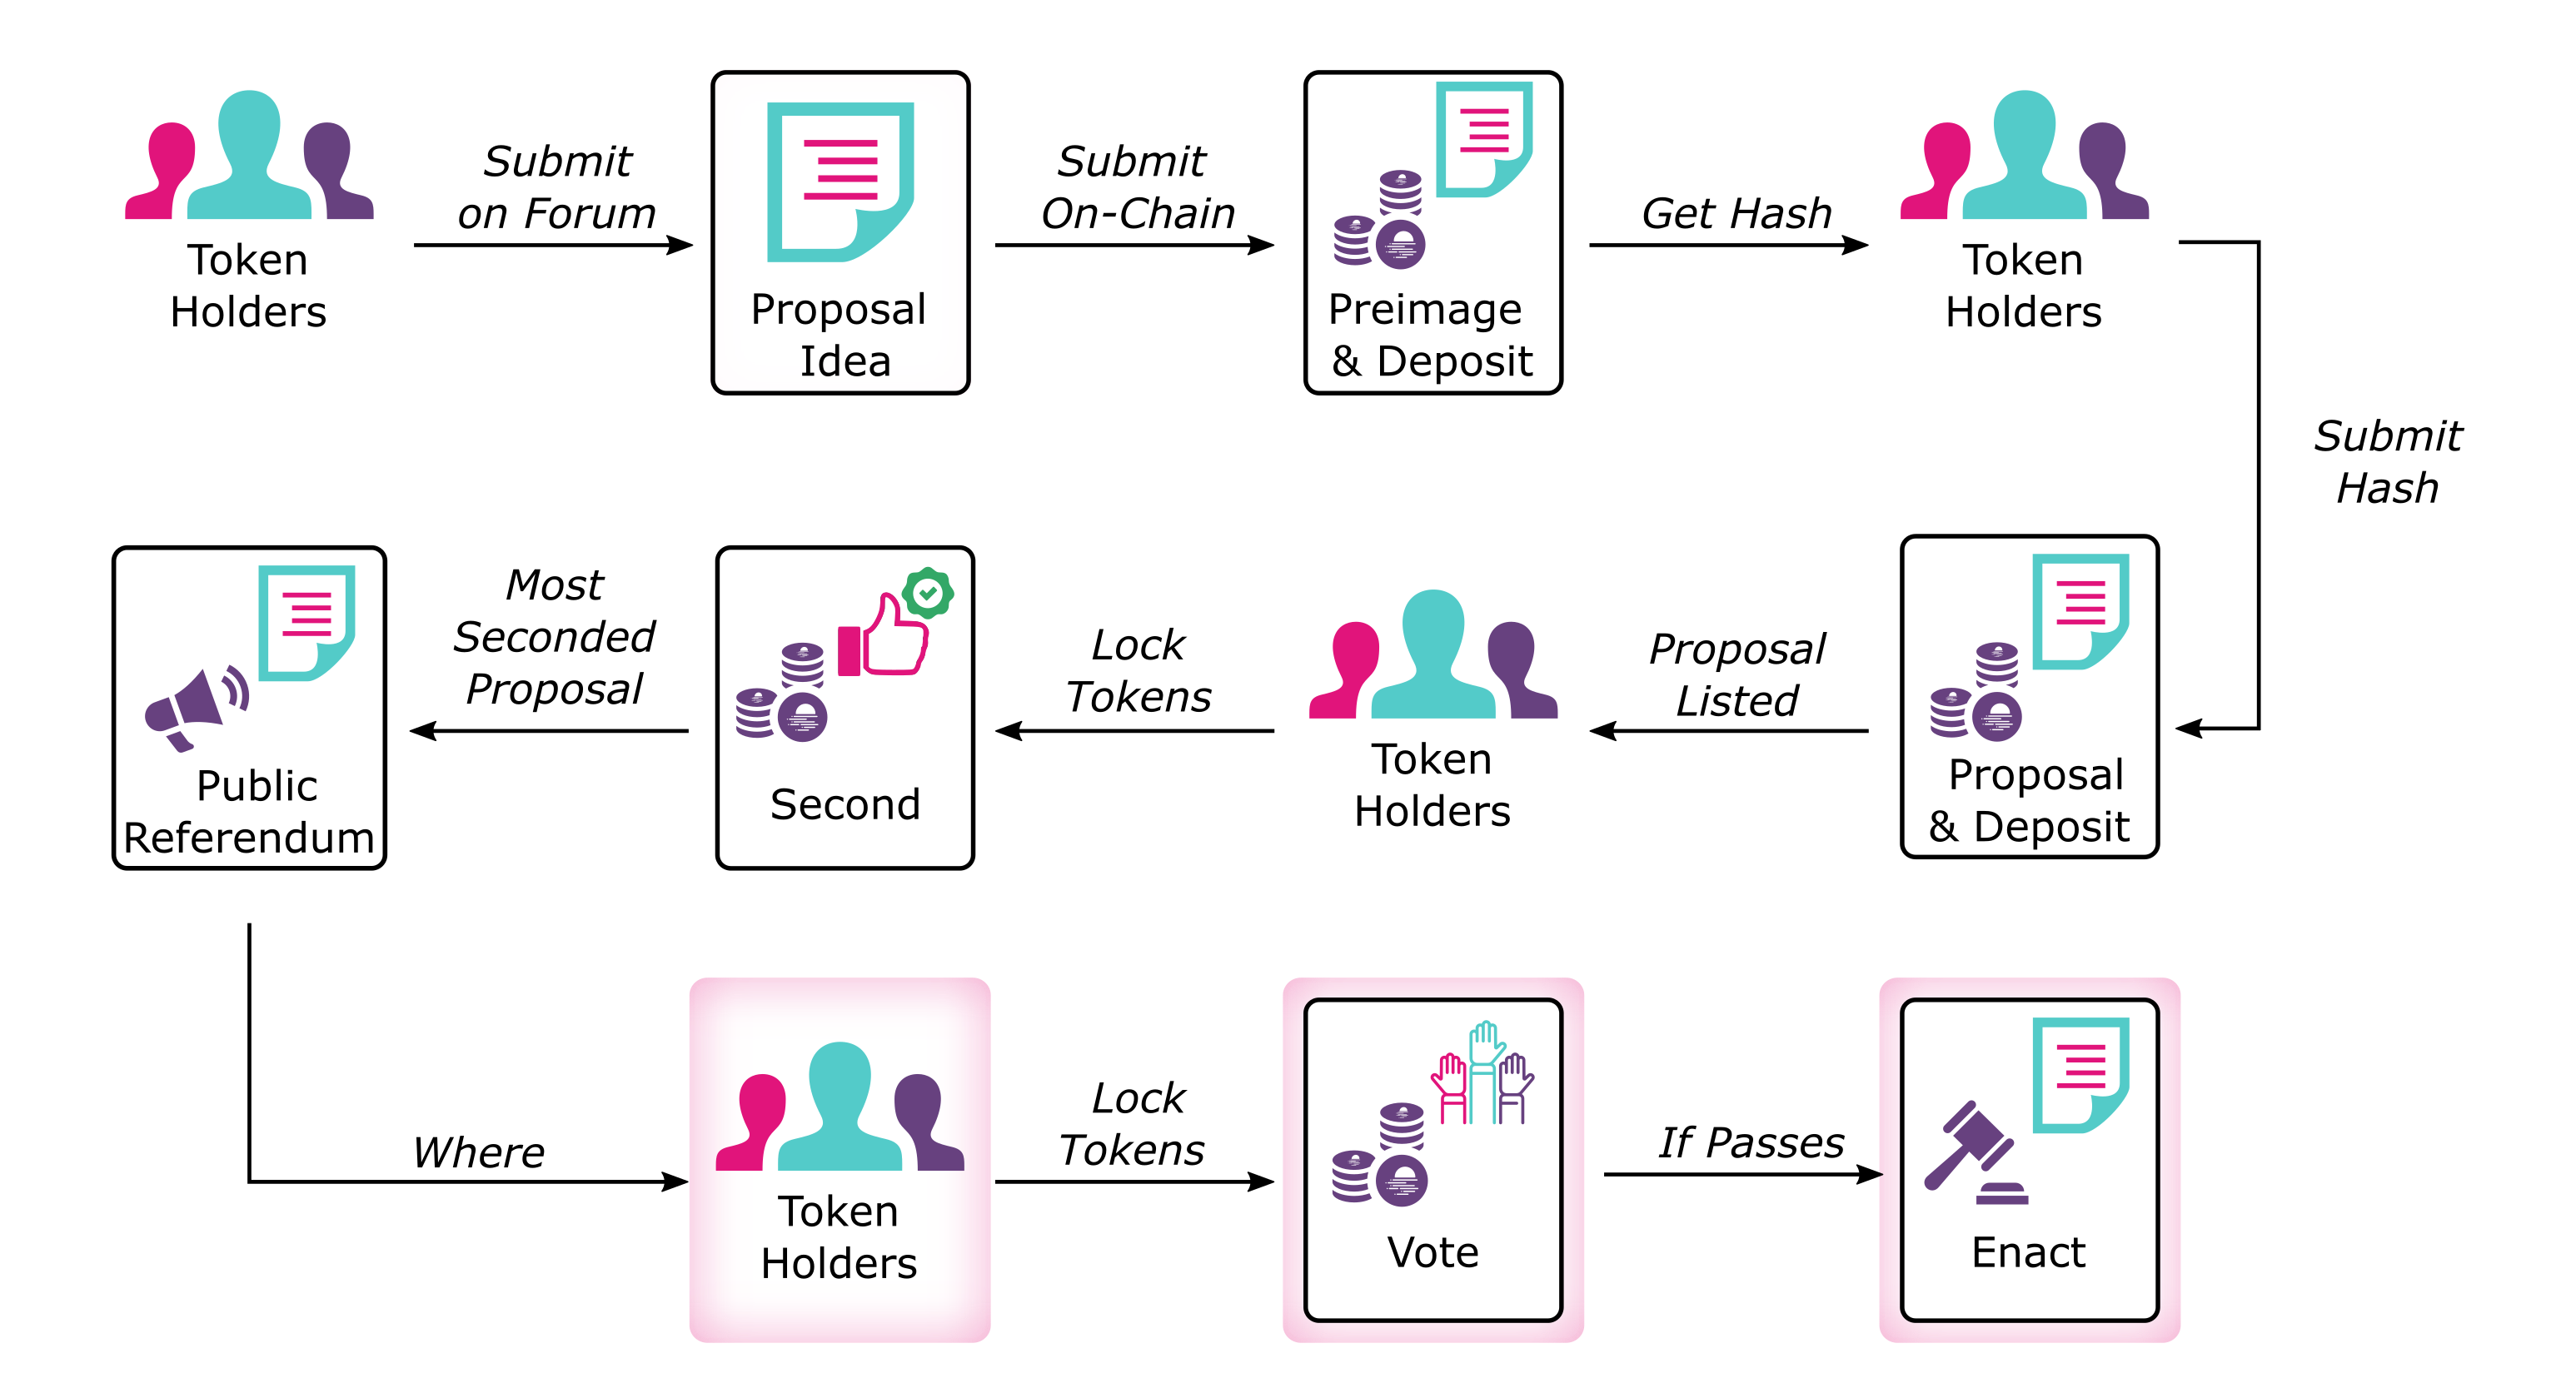 Submit
on Forum
Submit
On-Chain
Get Hash
Token
Holders
Proposal
Idea
Preimage
& Deposit
Token
Holders
Submit
Hash
Public
Referendum
Most
Seconded
Proposal
Second
Lock
Tokens
Token
Holders
Proposal
Listed
Proposal
& Deposit
Where
Token
Holders
Lock
Tokens
Vote
If Passes
Enact